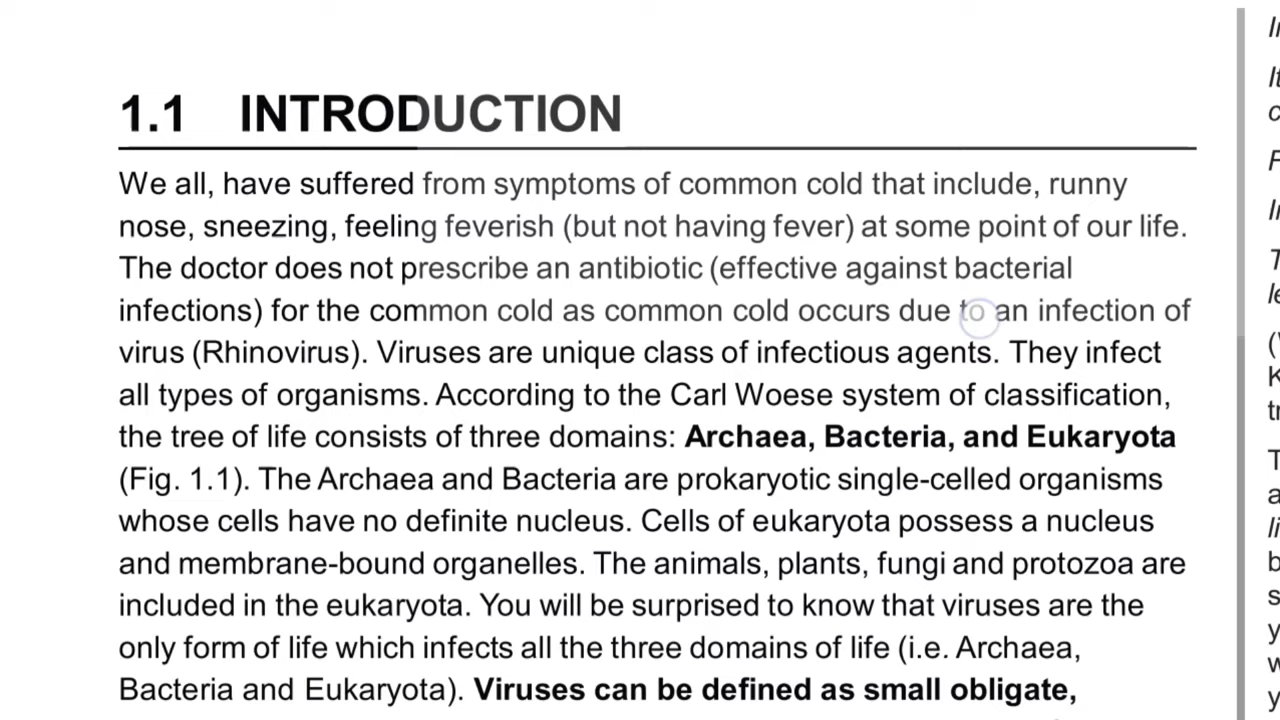 1.1 INTRODUCTION
We all, have suffered from symptoms of common cold that include, runny
nose, sneezing, feeling feverish (but not having fever) at some point of our life.
The doctor does not prescribe an antibiotic (effective against bacterial
infections) for the common cold as common cold occurs due to an infection of
virus (Rhinovirus). Viruses are unique class of infectious agents. They infect
all types of organisms. According to the Carl Woese system of classification,
the tree of life consists of three domains: Archaea, Bacteria, and Eukaryota
(Fig. 1.1). The Archaea and Bacteria are prokaryotic single-celled organisms
whose cells have no definite nucleus. Cells of eukaryota possess a nucleus
and membrane-bound organelles. The animals, plants, fungi and protozoa are
included in the eukaryota. You will be surprised to know that viruses are the
only form of life which infects all the three domains of life (i.e. Archaea,
Bacteria and Eukaryota). Viruses can be defined as small obligate,